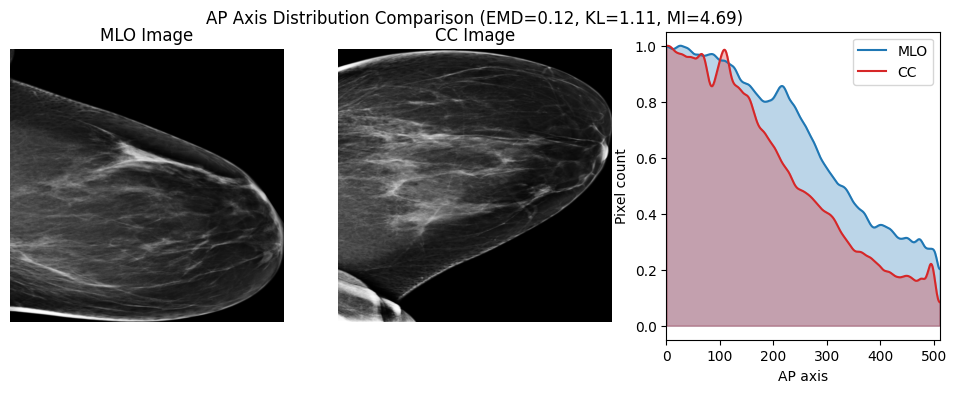 AP Axis Distribution Comparison (EMD=0.12, KL=1.11, MI=4.69)
MLO Image
CC Image
MLO
CC
1.0
0.8
0.6
0.4
0.2
0.0
Pixel count
0 100 200 300 400 500
AP axis